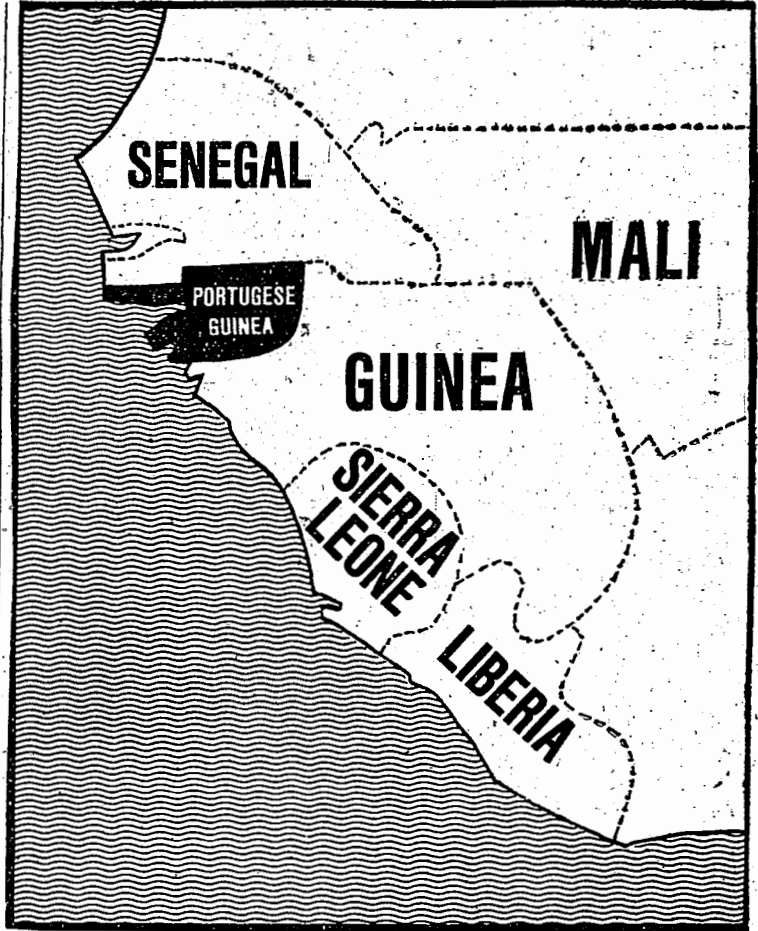 SENEGAL
MALI
PORTUGESE
GUINEA
GUINEA
SIERRA
LEONE
LIBERIA